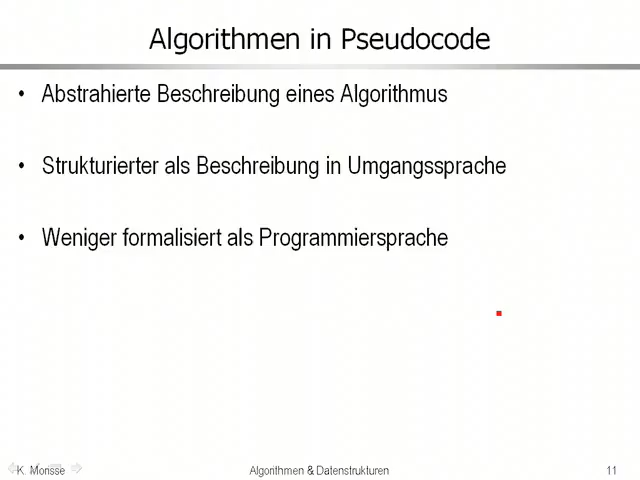 Algorithmen in Pseudocode
• Abstrahierte Beschreibung eines Algorithmus
• Strukturierter als Beschreibung in Umgangssprache
• Weniger formalisiert als Programmiersprache
K. Morisse
Algorithmen & Datenstrukturen
11